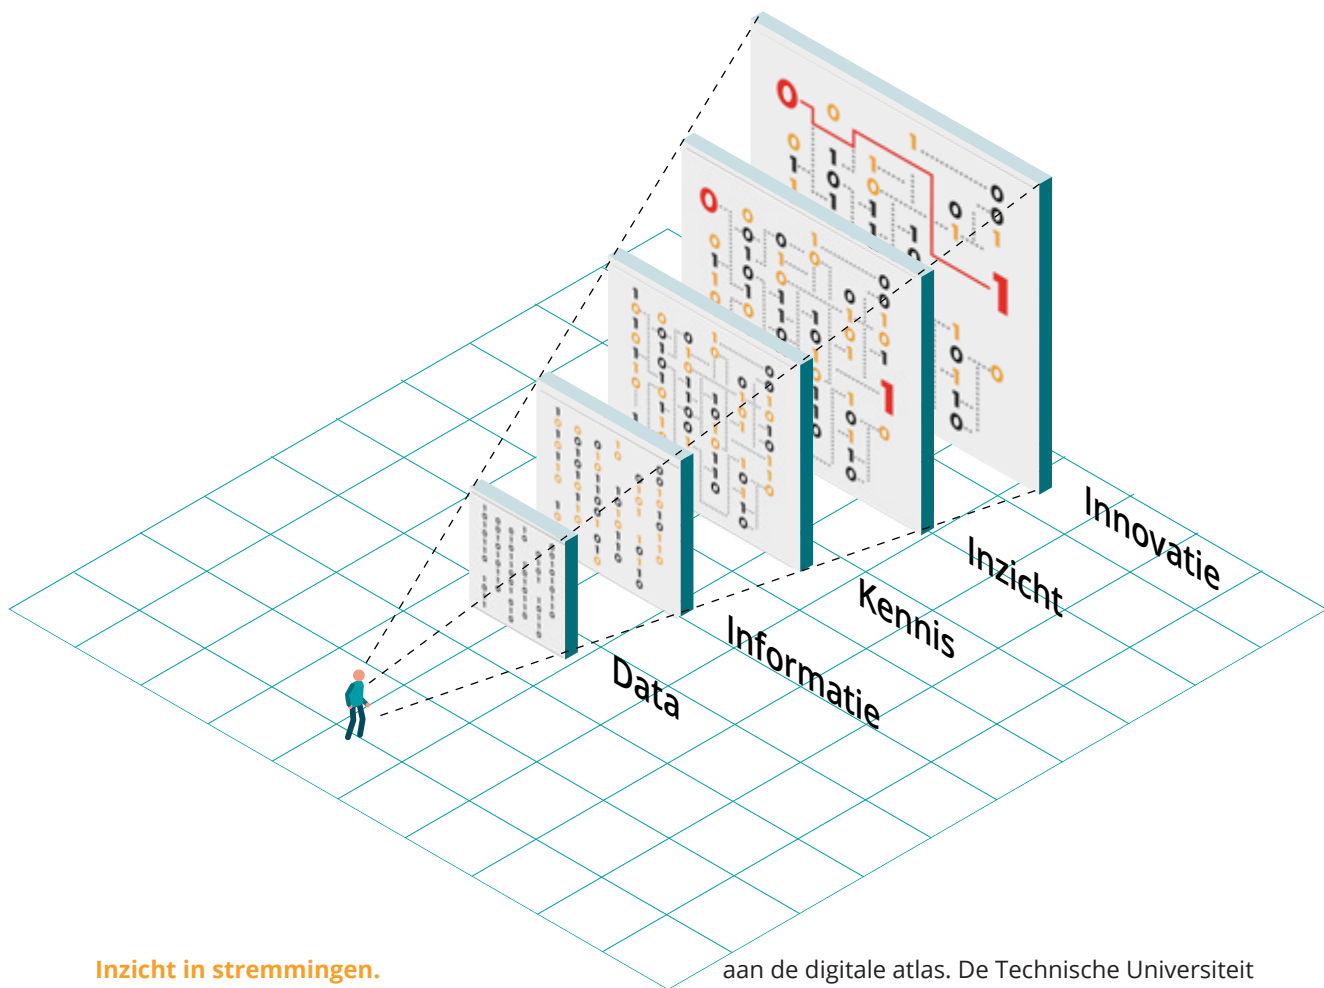 Innovatie
Inzicht
Kennis
Informatie
Data
Inzicht in stremmingen.
aan de digitale atlas. De Technische Universiteit